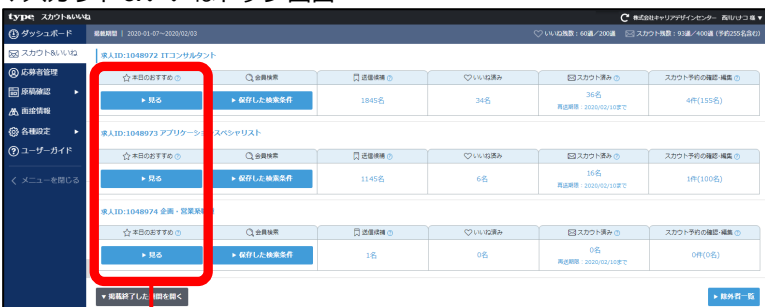 type スカウト&いいね
株式会社キャリアデザインセンター 西川ハナコ 様 ▼
ダッシュボード
掲載期間 | 2020-01-07~2020/02/03
いいね残数:60通/200通
スカウト残数:93通/400通 (予約255名含む)
スカウト&いいね
応募者管理
原稿確認
面接情報
各種設定
ユーザーガイド
メニューを閉じる
求人ID:1048972 ITコンサルタント
本日のおすすめ
会員検索
送信候補
いいね済み
スカウト済み
スカウト予約の確認・編集
見る
保存した検索条件
1845名
34名
36名
再送期限:2020/02/10まで
4件(155名)
求人ID:1048973 アプリケーショ スペシャリスト
本日のおすすめ
会員検索
送信候補
いいね済み
スカウト済み
スカウト予約の確認・編集
見る
保存した検索条件
1145名
6名
16名
再送期限:2020/02/10まで
1件(100名)
求人ID:1048974 企画・営業系
本日のおすすめ
会員検索
送信候補
いいね済み
スカウト済み
スカウト予約の確認・編集
見る
保存した検索条件
1名
0名
0名
再送期限:2020/02/10まで
0件(0名)
▼ 掲載終了した 間を開く
除外者一覧